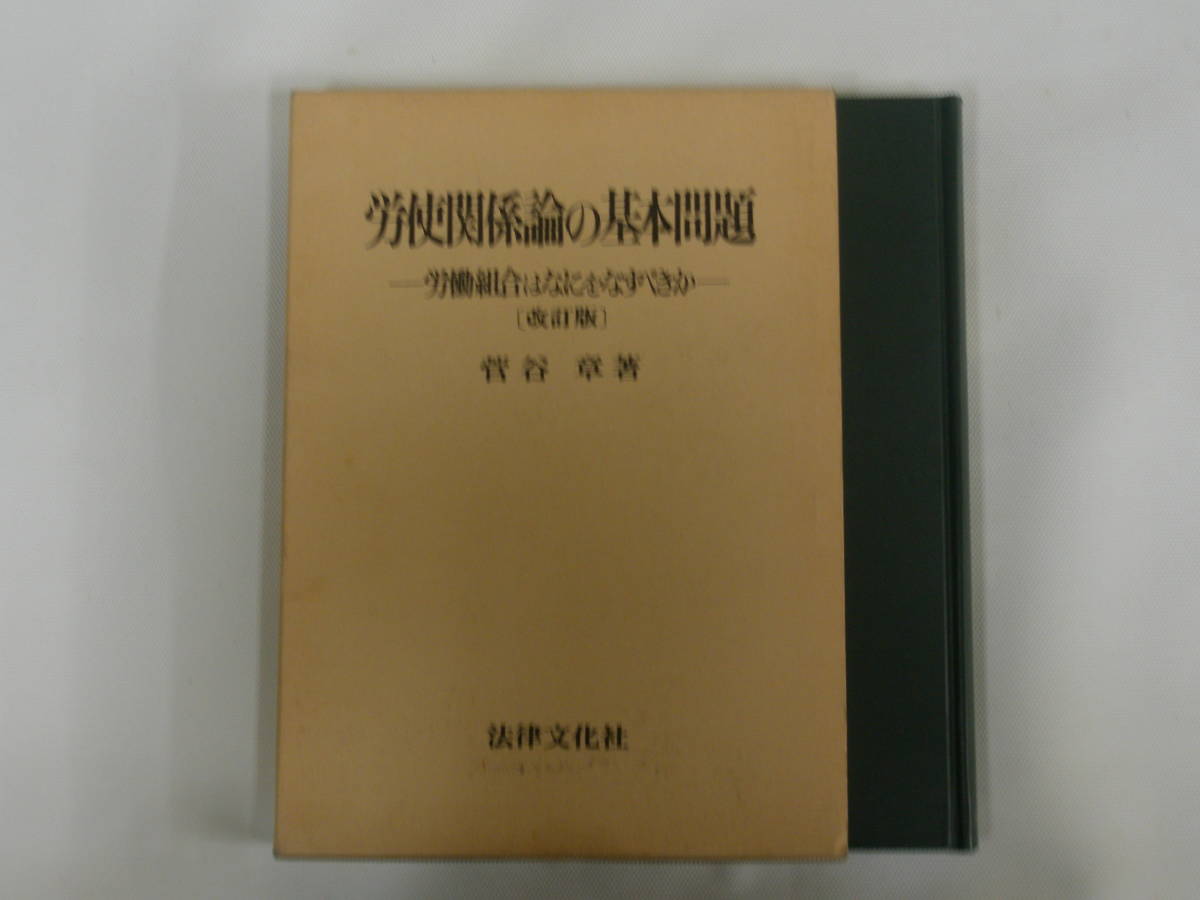 労使関係論の基本問題
―労働組合はなにをなすべきか―
〔改訂版〕
菅谷 章著
法律文化社